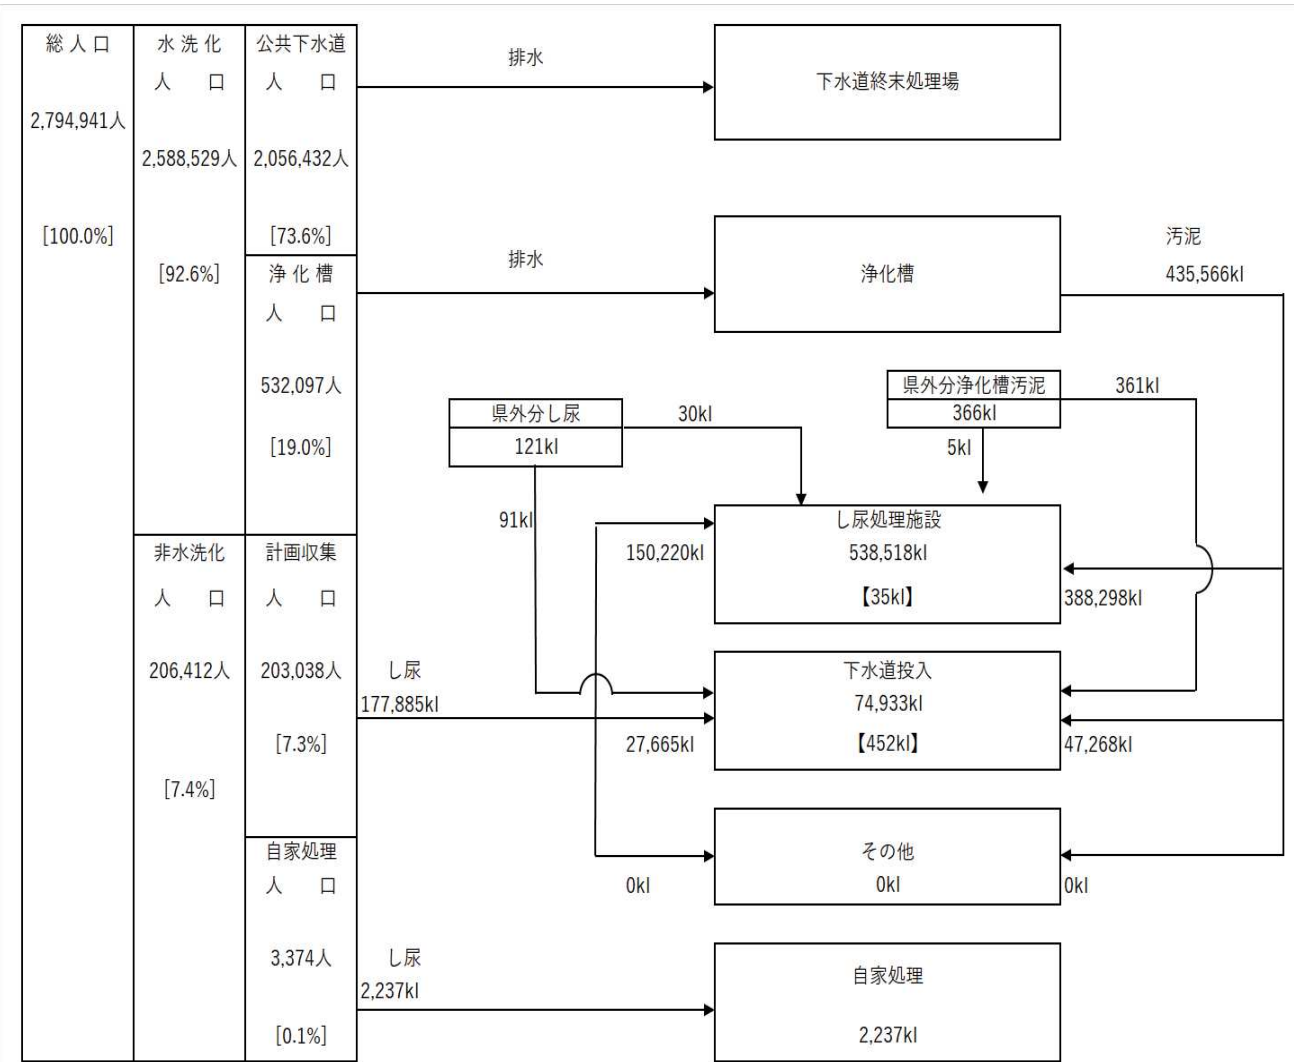 総 人 口
2,794,941人
[100.0%]
水 洗 化
人 口
2,588,529人
[92.6%]
公共下水道
人 口
2,056,432人
[73.6%]
浄 化 槽
人 口
532,097人
[19.0%]
非水洗化
人 口
206,412人
[7.4%]
計画収集
人 口
203,038人
[7.3%]
自家処理
人 口
3,374人
[0.1%]
排水
下水道終末処理場
排水
浄化槽
汚泥
435,566kl
県外分し尿
121kl
30kl
91kl
県外分浄化槽汚泥
366kl
361kl
5kl
し尿処理施設
538,518kl
【35kl】
150,220kl
388,298kl
し尿
177,885kl
下水道投入
74,933kl
【452kl】
27,665kl
47,268kl
その他
0kl
0kl
0kl
し尿
2,237kl
自家処理
2,237kl